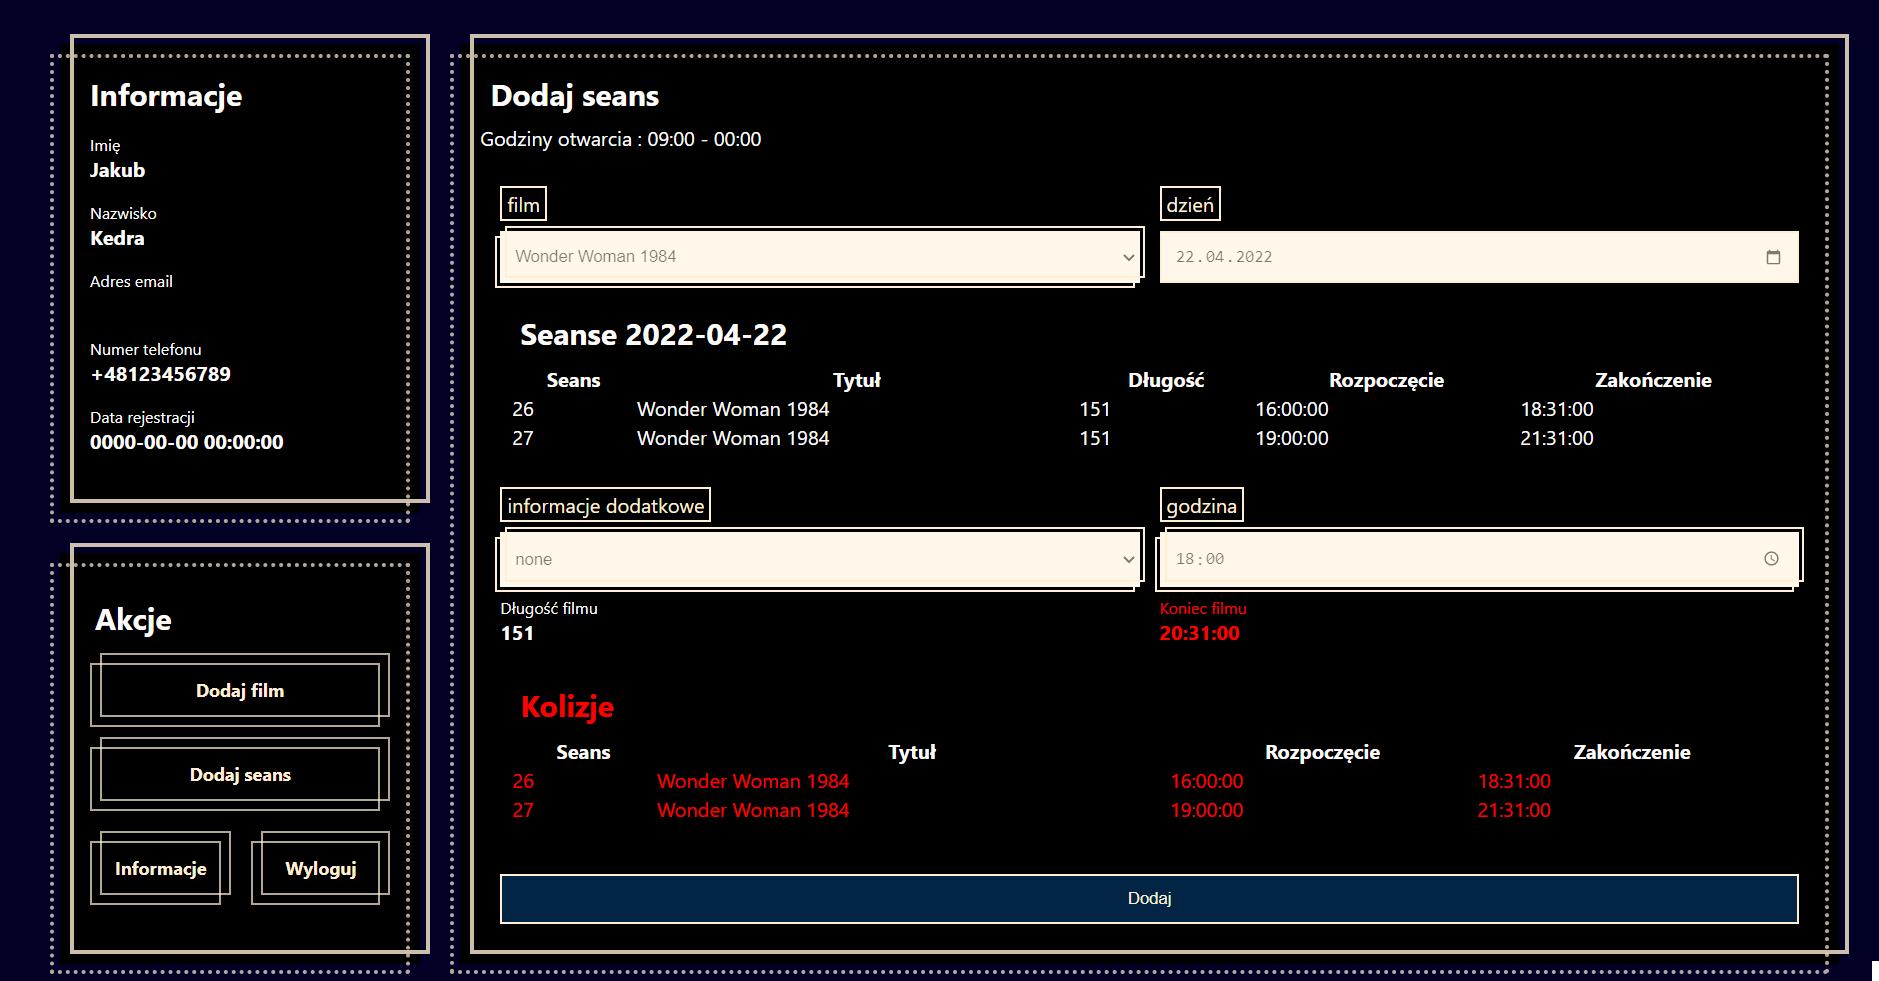 Informacje
Imię
Jakub
Nazwisko
Kedra
Adres email
Numer telefonu
+48123456789
Data rejestracji
0000-00-00 00:00:00
Akcje
Dodaj film
Dodaj seans
Informacje Wyloguj
Dodaj seans
Godziny otwarcia : 09:00 - 00:00
film dzień
Wonder Woman 1984 22.04.2022
Seanse 2022-04-22
Seans Tytuł Długość Rozpoczęcie Zakończenie
26 Wonder Woman 1984 151 16:00:00 18:31:00
27 Wonder Woman 1984 151 19:00:00 21:31:00
informacje dodatkowe godzina
none 18:00
Długość filmu Koniec filmu
151 20:31:00
Kolizje
Seans Tytuł Rozpoczęcie Zakończenie
26 Wonder Woman 1984 16:00:00 18:31:00
27 Wonder Woman 1984 19:00:00 21:31:00
Dodaj